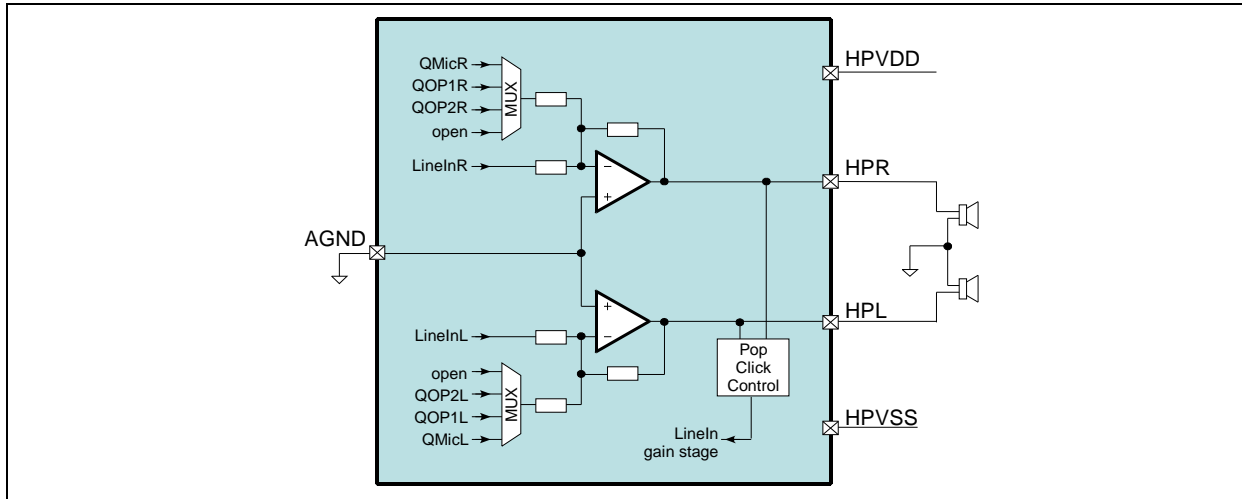 HPVDD
QMicR
QOP1R
QOP2R
open
MUX
LineInR
−
+
HPR
AGND
+
−
HPL
LineInL
open
QOP2L
QOP1L
QMicL
MUX
Pop
Click
Control
LineIn
gain stage
HPVSS